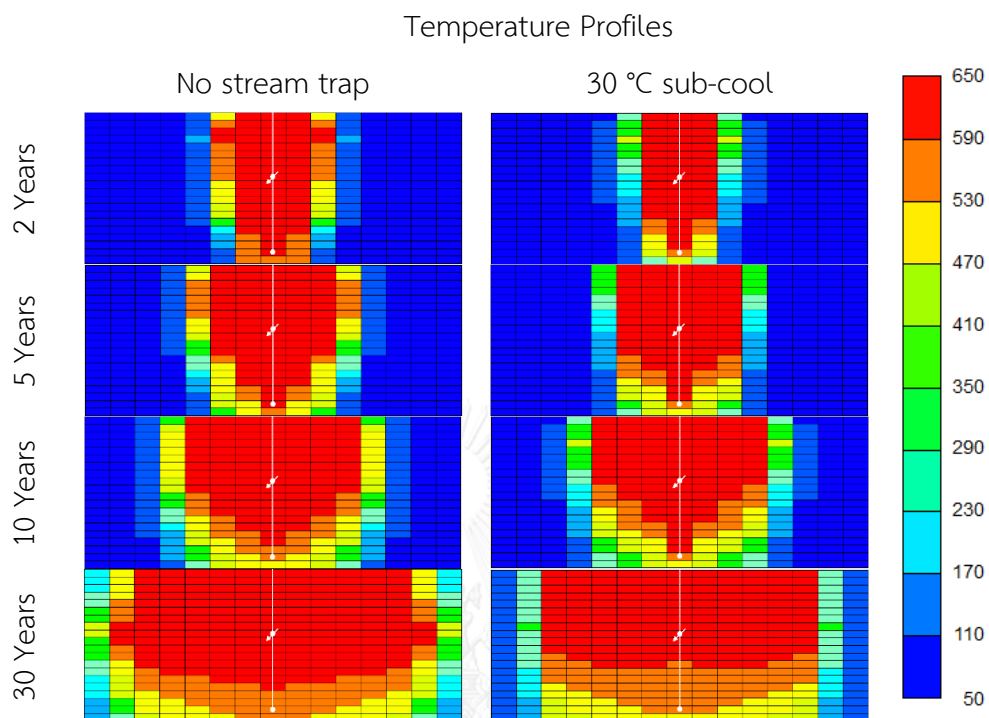 Temperature Profiles
No stream trap
30 °C sub-cool
2 Years
5 Years
10 Years
30 Years
650
590
530
470
410
350
290
230
170
110
50